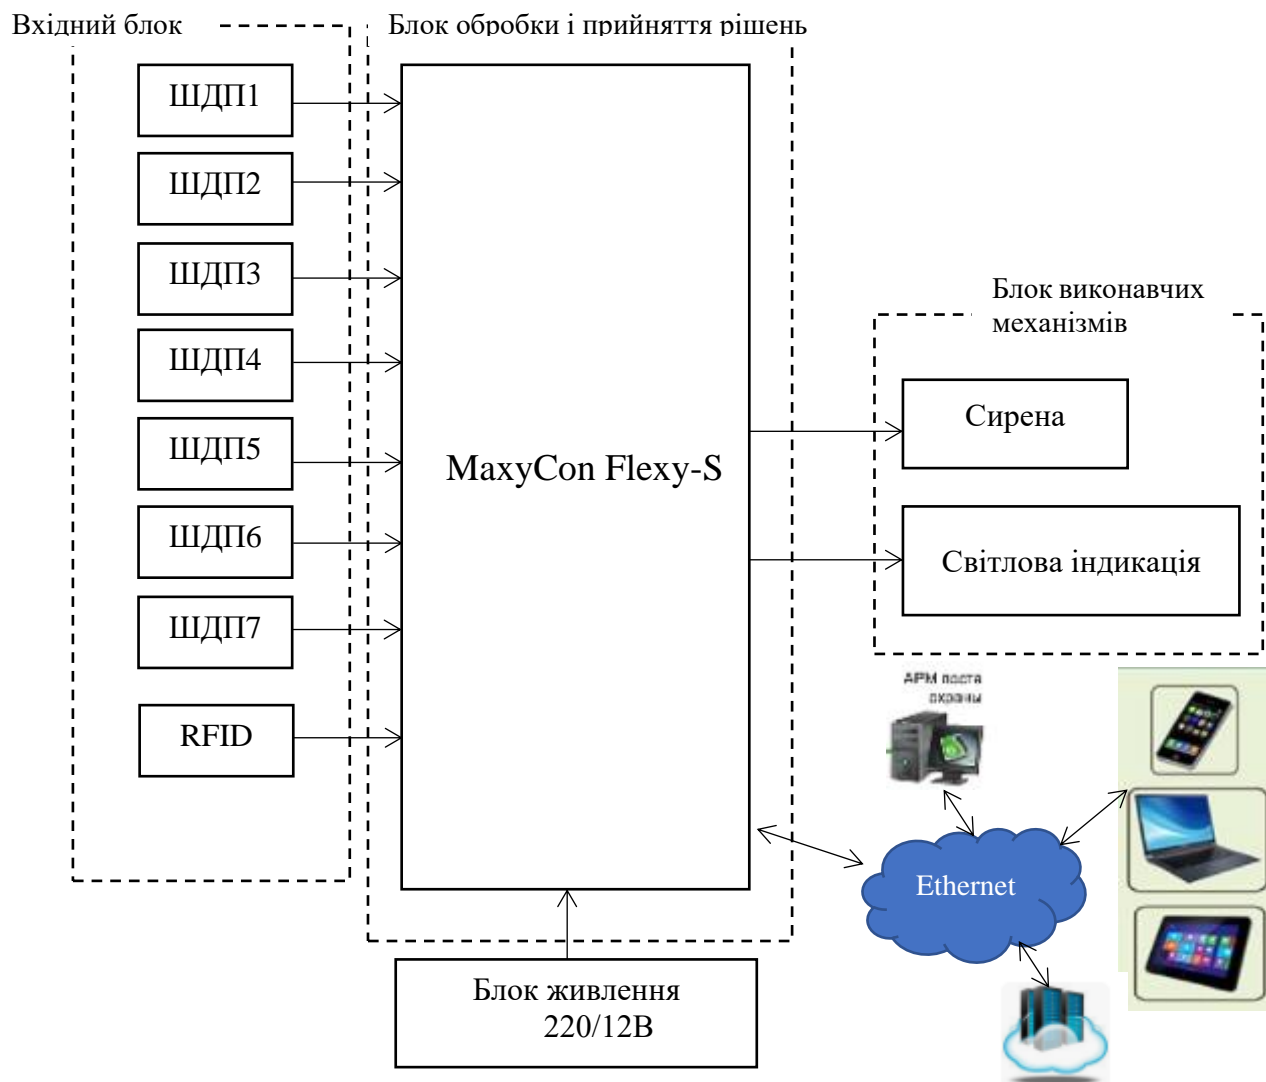 Вхідний блок
Блок обробки і прийняття рішень
ШДП1
ШДП2
ШДП3
ШДП4
ШДП5
ШДП6
ШДП7
RFID
MaxyCon Flexy-S
Блок виконавчих
механізмів
Сирена
Світлова індикація
АРМ поста
охраны
Ethernet
Блок живлення
220/12В